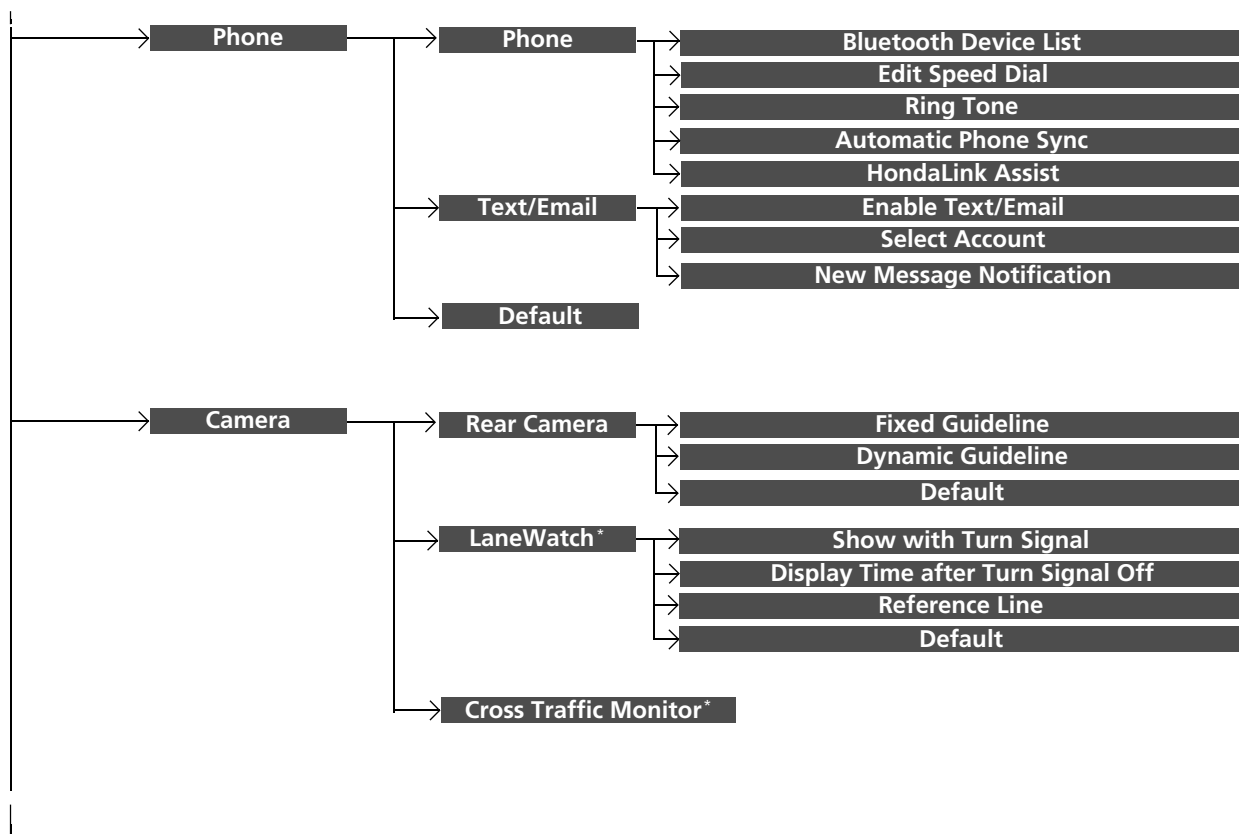 Phone
Phone
Bluetooth Device List
Edit Speed Dial
Ring Tone
Automatic Phone Sync
HondaLink Assist
Text/Email
Enable Text/Email
Select Account
New Message Notification
Default
Camera
Rear Camera
Fixed Guideline
Dynamic Guideline
Default
LaneWatch*
Show with Turn Signal
Display Time after Turn Signal Off
Reference Line
Default
Cross Traffic Monitor*